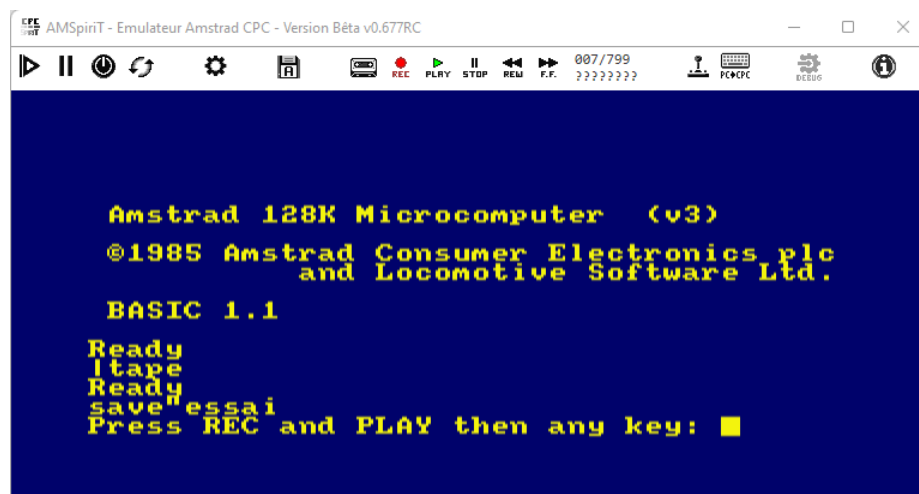 AMSpiriT - Emulateur Amstrad CPC - Version Bêta v0.677RC
REC PLAY STOP REW F.F. 007/799 ???????? PC CPC DEBUG
Amstrad 128K Microcomputer (v3)
©1985 Amstrad Consumer Electronics plc
and Locomotive Software Ltd.
BASIC 1.1
Ready
|tape
Ready
save"essai
Press REC and PLAY then any key: